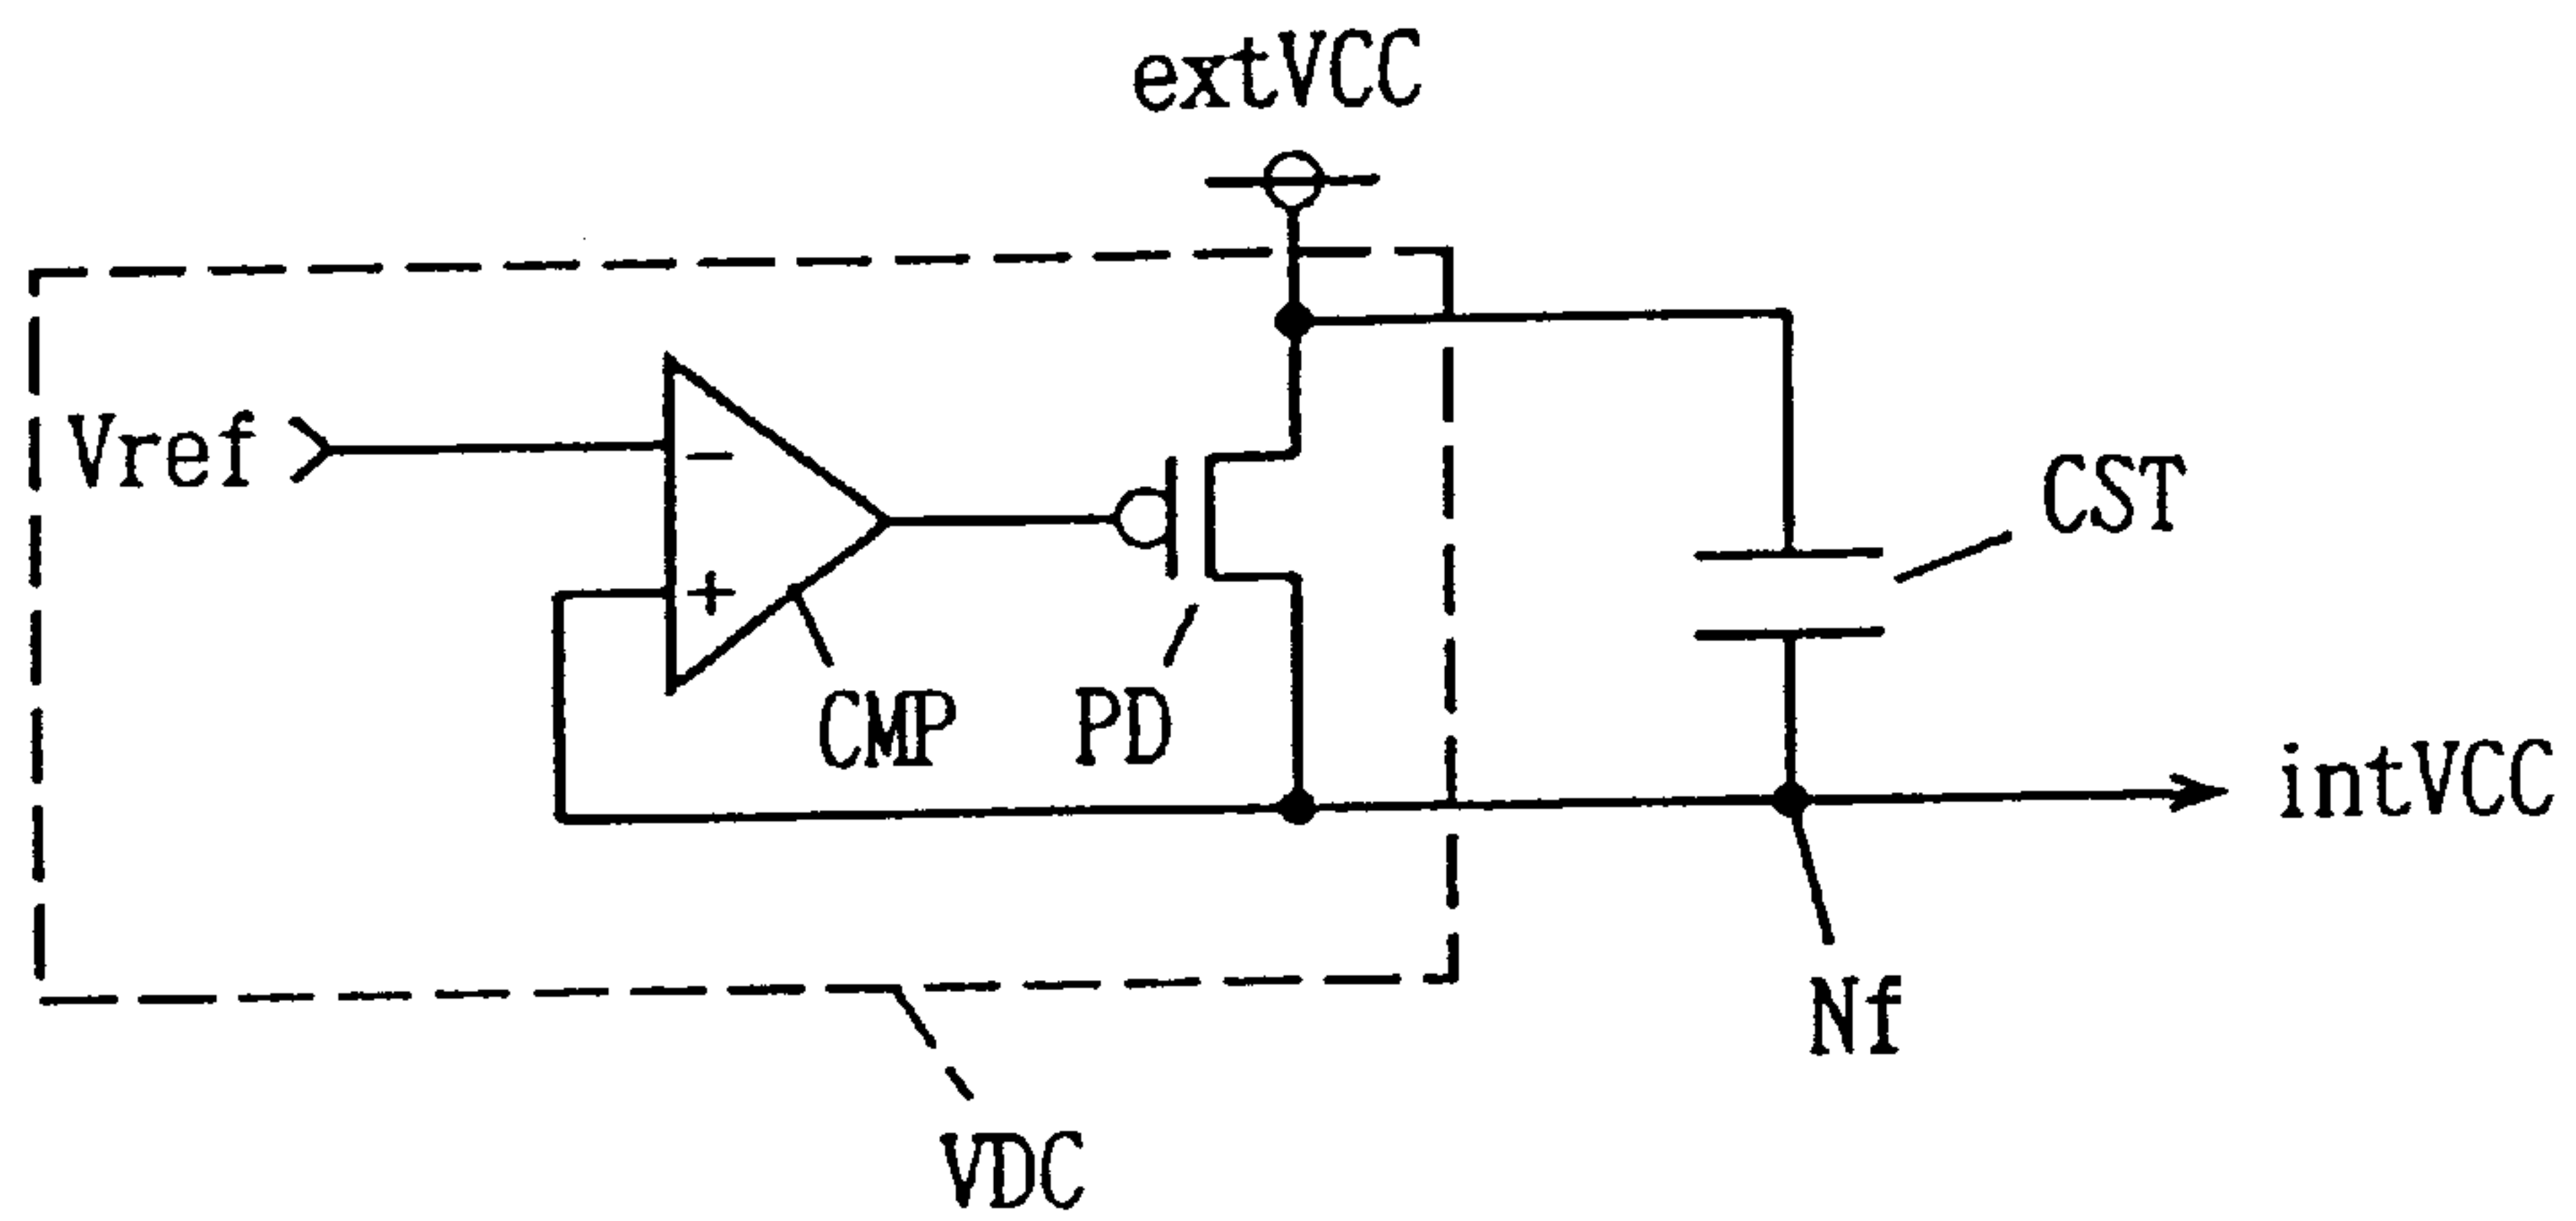 extVCC
Vref
−
+
CST
CMP
PD
intVCC
Nf
VDC